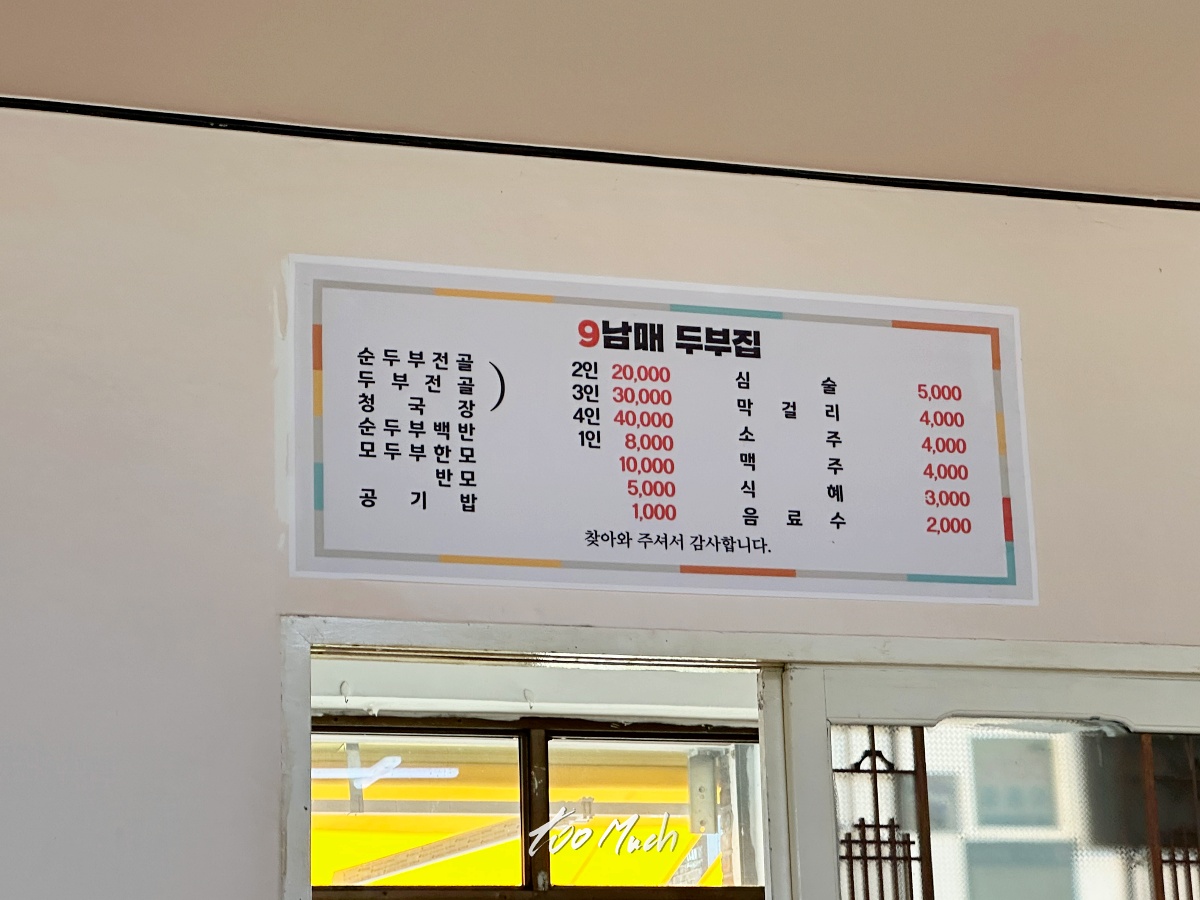 9남매 두부집
순두부전골
두부전골
청국장
)
2인 20,000
3인 30,000
4인 40,000
순두부백반 1인 8,000
모두부한모 10,000
반모 5,000
공기밥 1,000
심술 5,000
막걸리 4,000
소주 4,000
맥주 4,000
식혜 3,000
음료수 2,000
찾아와 주셔서 감사합니다.
too Much